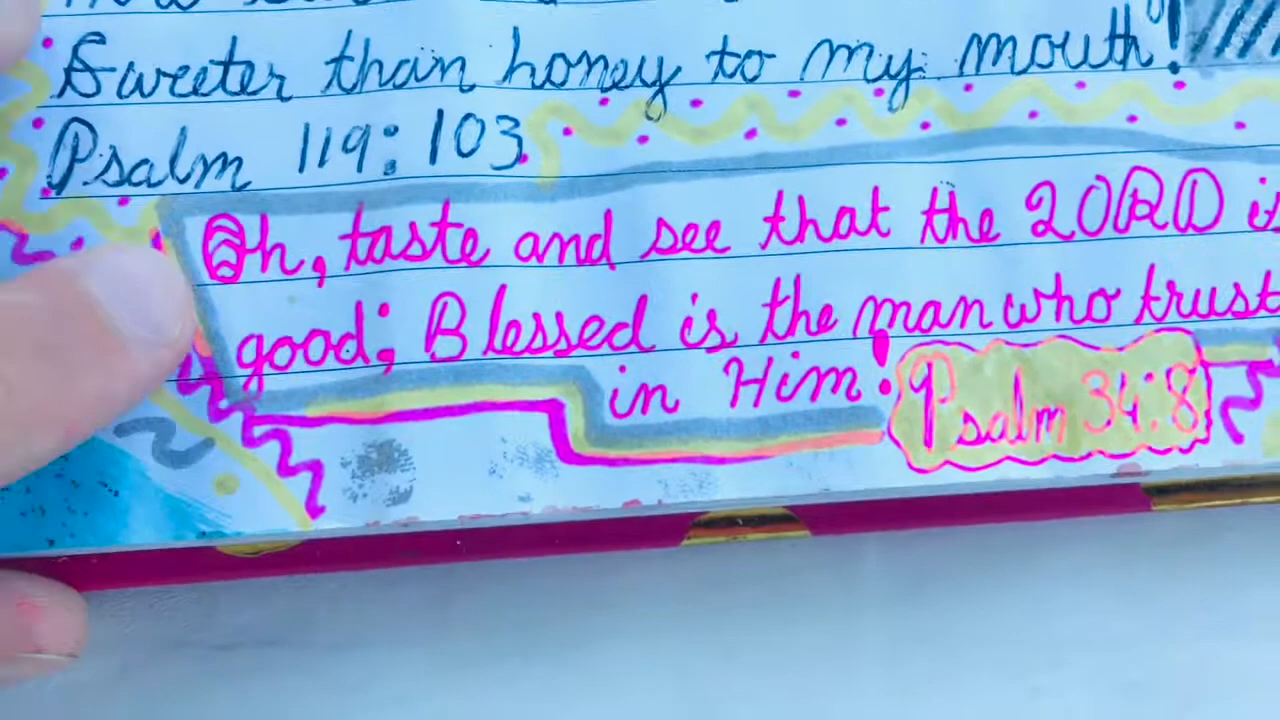 Sweeter than honey to my mouth!
Psalm 119:103
Oh, taste and see that the LORD is
good; Blessed is the man who trust
in Him! Psalm 34:8